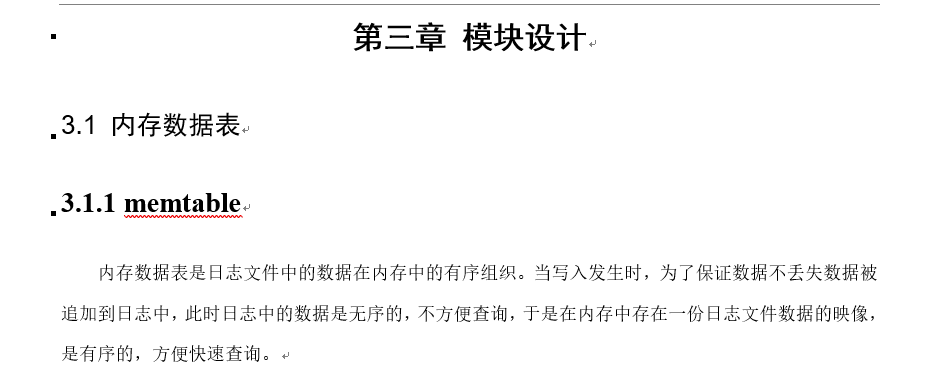 第三章 模块设计
3.1 内存数据表
3.1.1 memtable
内存数据表是日志文件中的数据在内存中的有序组织。当写入发生时，为了保证数据不丢失数据被
追加到日志中，此时日志中的数据是无序的，不方便查询，于是在内存中存在一份日志文件数据的映像，
是有序的，方便快速查询。